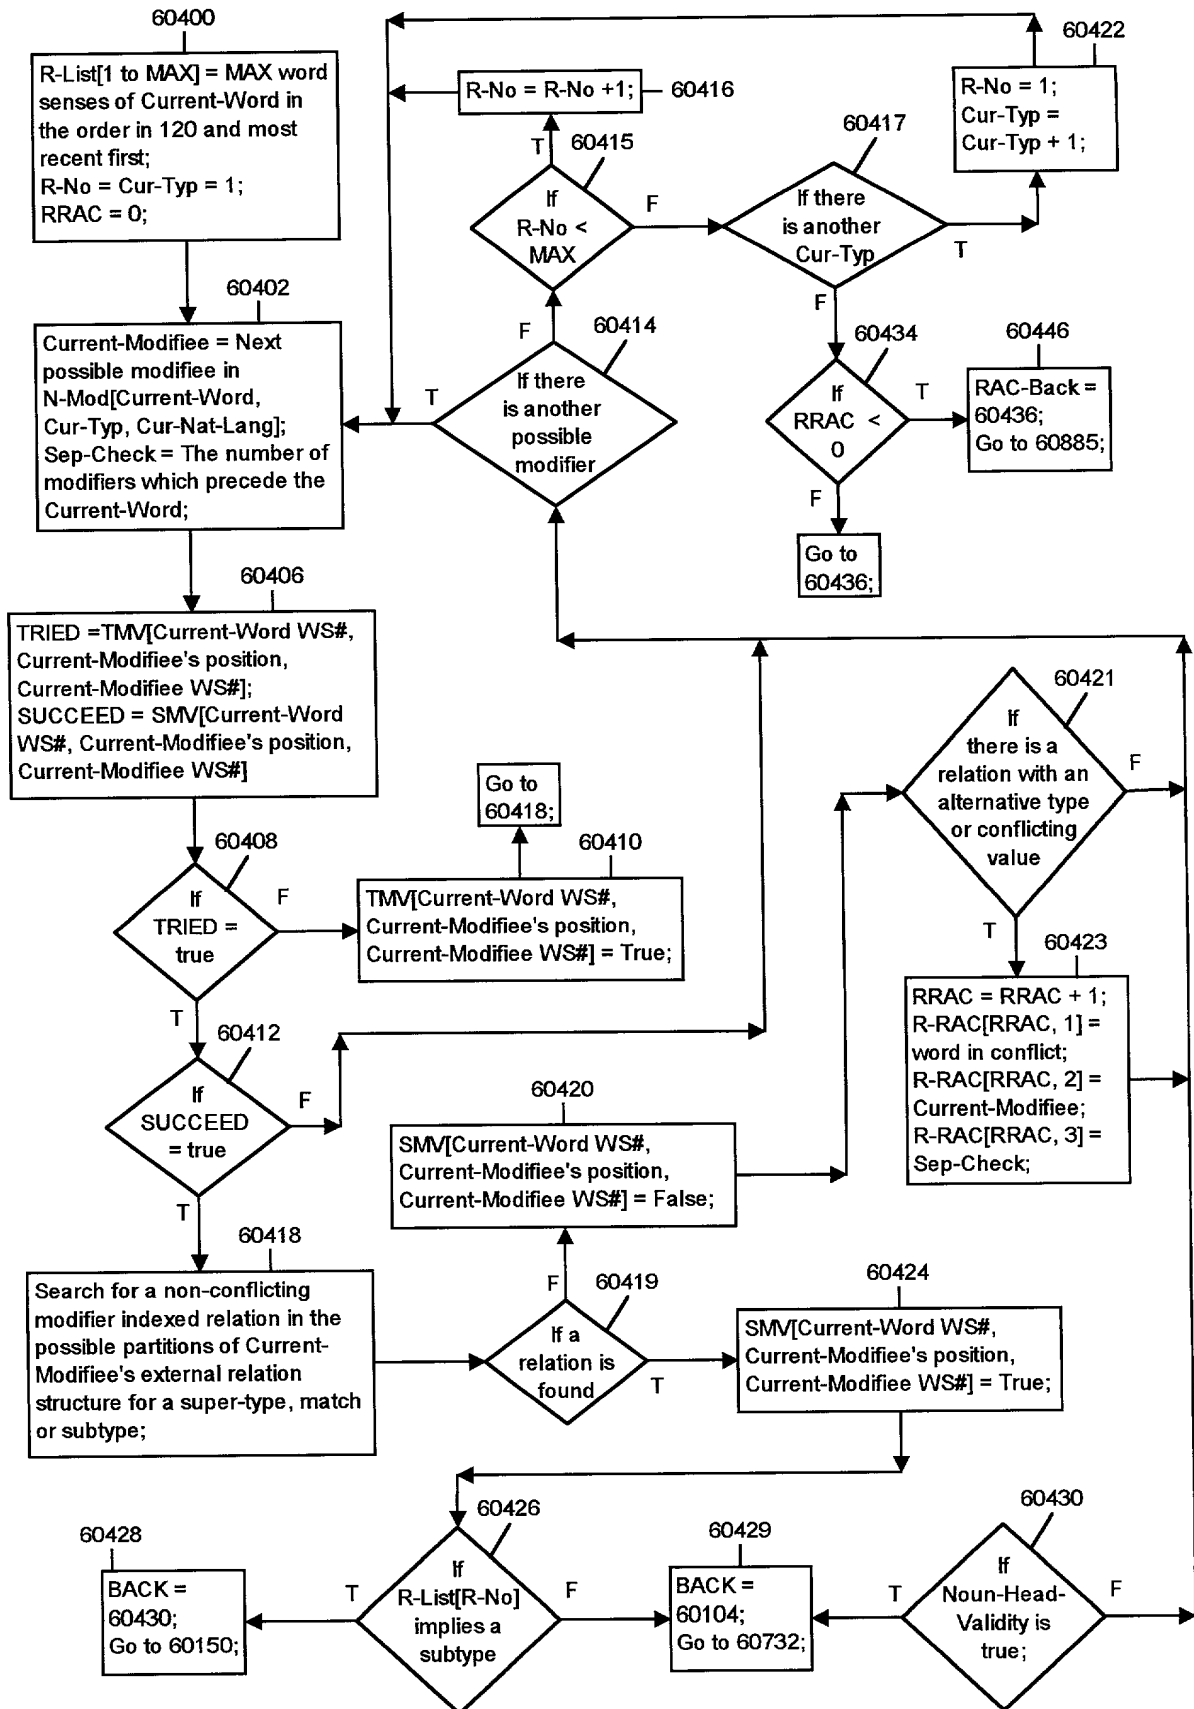 60400
R-List[1 to MAX] = MAX word
senses of Current-Word in
the order in 120 and most
recent first;
R-No = Cur-Typ = 1;
RRAC = 0;
60422
R-No = 1;
Cur-Typ =
Cur-Typ + 1;
R-No = R-No +1;
60416
60415
T
If
R-No <
MAX
F
60417
If there
is another
Cur-Typ
T
F
60402
Current-Modifiee = Next
possible modifiee in
N-Mod[Current-Word,
Cur-Typ, Cur-Nat-Lang];
Sep-Check = The number of
modifiers which precede the
Current-Word;
F
60414
T
If there
is another
possible
modifier
60434
If
RRAC <
0
T
F
60446
RAC-Back =
60436;
Go to 60885;
Go to
60436;
60406
TRIED =TMV[Current-Word WS#,
Current-Modifiee's position,
Current-Modifiee WS#];
SUCCEED = SMV[Current-Word
WS#, Current-Modifiee's position,
Current-Modifiee WS#]
60421
If
there is a
relation with an
alternative type
or conflicting
value
F
T
Go to
60418;
60408
If
TRIED =
true
F
T
60410
TMV[Current-Word WS#,
Current-Modifiee's position,
Current-Modifiee WS#] = True;
60423
RRAC = RRAC + 1;
R-RAC[RRAC, 1] =
word in conflict;
R-RAC[RRAC, 2] =
Current-Modifiee;
R-RAC[RRAC, 3] =
Sep-Check;
60412
If
SUCCEED
= true
F
T
60420
SMV[Current-Word WS#,
Current-Modifiee's position,
Current-Modifiee WS#] = False;
60418
Search for a non-conflicting
modifier indexed relation in the
possible partitions of Current-
Modifiee's external relation
structure for a super-type, match
or subtype;
F
60419
If a
relation is
found
T
60424
SMV[Current-Word WS#,
Current-Modifiee's position,
Current-Modifiee WS#] = True;
60428
BACK =
60430;
Go to 60150;
60426
T
If
R-List[R-No]
implies a
subtype
F
60429
BACK =
60104;
Go to 60732;
60430
T
If
Noun-Head-
Validity is
true;
F